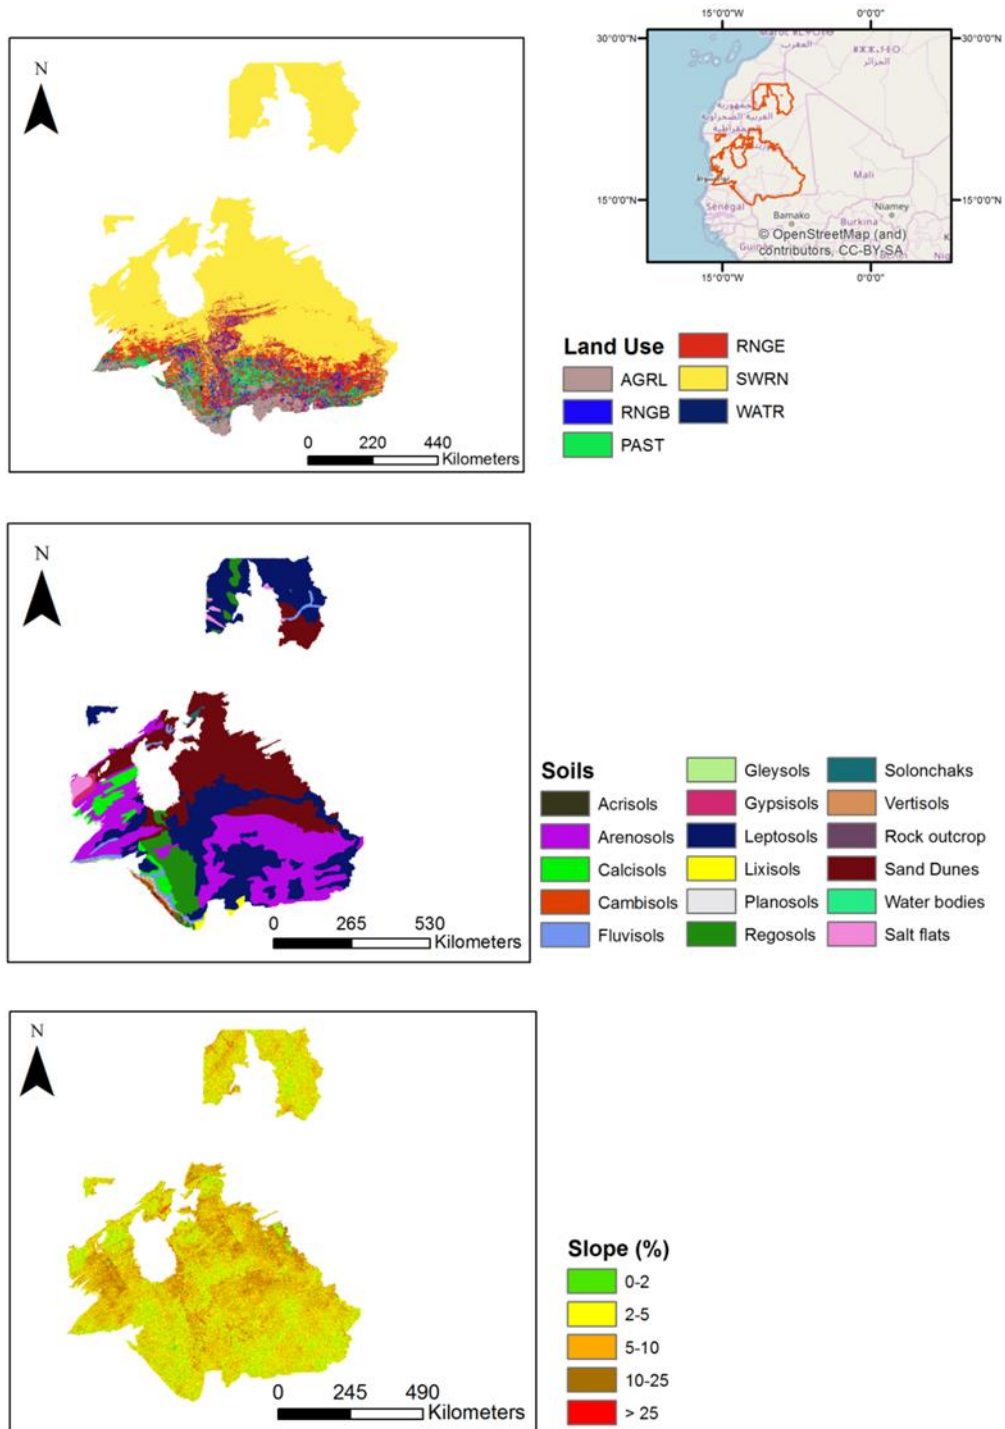 N
0 220 440
Kilometers
15°0'0"W 0°0'0"
30°0'0"N 30°0'0"N
المغرب
الجزائر
العربية الصحراوية
Mali
15°0'0"N 15°0'0"N
Niamey
Bamako
Burkina
© OpenStreetMap (and)
contributors, CC-BY-SA
15°0'0"W 0°0'0"
Land Use
RNGE
AGRL
SWRN
RNGB
WATR
PAST
N
0 265 530
Kilometers
Soils
Gleysols
Solonchaks
Acrisols
Gypsisols
Vertisols
Arenosols
Leptosols
Rock outcrop
Calcisols
Lixisols
Sand Dunes
Cambisols
Planosols
Water bodies
Fluvisols
Regosols
Salt flats
N
0 245 490
Kilometers
Slope (%)
0-2
2-5
5-10
10-25
> 25